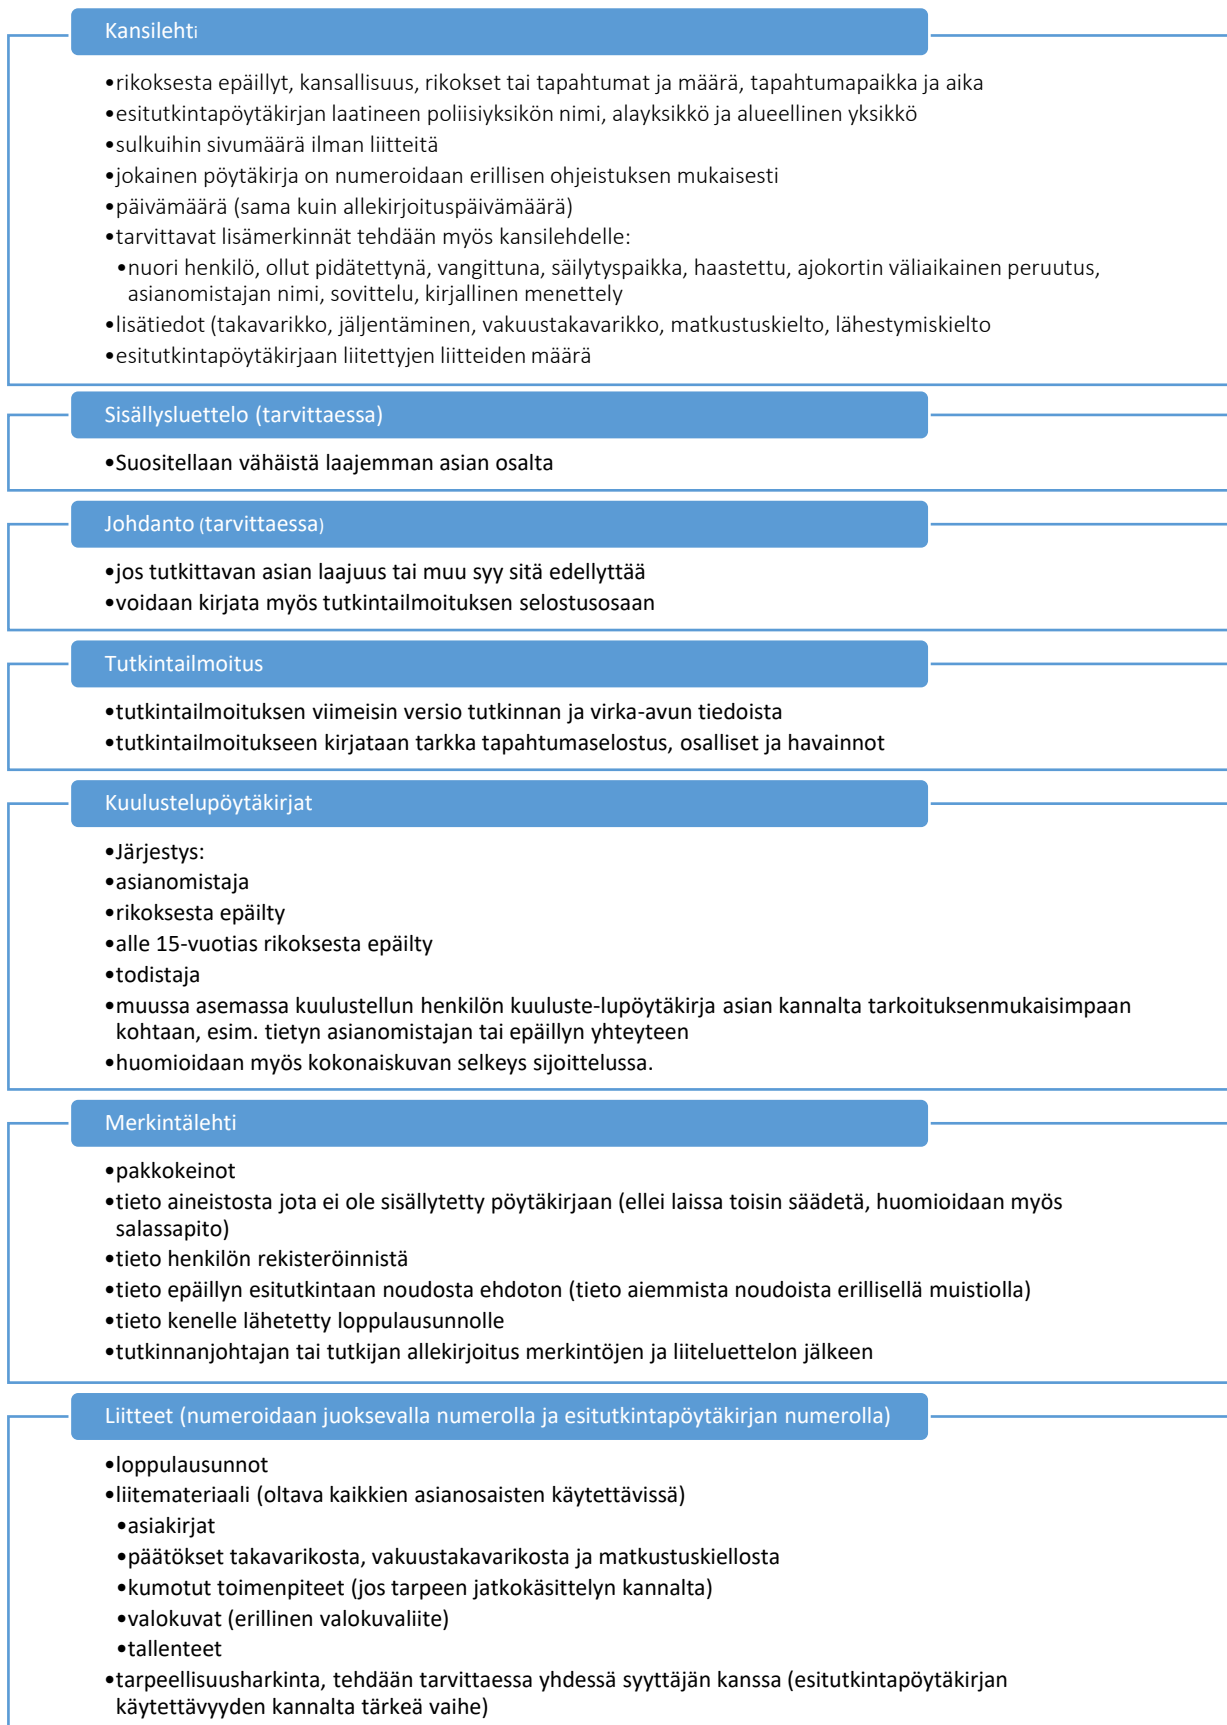 Kansilehti
•rikoksesta epäillyt, kansallisuus, rikokset tai tapahtumat ja määrä, tapahtumapaikka ja aika
•esitutkintapöytäkirjan laatineen poliisiyksikön nimi, alayksikkö ja alueellinen yksikkö
•sulkuihin sivumäärä ilman liitteitä
•jokainen pöytäkirja on numeroidaan erillisen ohjeistuksen mukaisesti
•päivämäärä (sama kuin allekirjoituspäivämäärä)
•tarvittavat lisämerkinnät tehdään myös kansilehdelle:
•nuori henkilö, ollut pidätettynä, vangittuna, säilytyspaikka, haastettu, ajokortin väliaikainen peruutus,
asianomistajan nimi, sovittelu, kirjallinen menettely
•lisätiedot (takavarikko, jäljentäminen, vakuustakavarikko, matkustuskielto, lähestymiskielto
•esitutkintapöytäkirjaan liitettyjen liitteiden määrä
Sisällysluettelo (tarvittaessa)
•Suositellaan vähäistä laajemman asian osalta
Johdanto (tarvittaessa)
•jos tutkittavan asian laajuus tai muu syy sitä edellyttää
•voidaan kirjata myös tutkintailmoituksen selostusosaan
Tutkintailmoitus
•tutkintailmoituksen viimeisin versio tutkinnan ja virka-avun tiedoista
•tutkintailmoitukseen kirjataan tarkka tapahtumaselostus, osalliset ja havainnot
Kuulustelupöytäkirjat
•Järjestys:
•asianomistaja
•rikoksesta epäilty
•alle 15-vuotias rikoksesta epäilty
•todistaja
•muussa asemassa kuulustellun henkilön kuuluste-lupöytäkirja asian kannalta tarkoituksenmukaisimpaan
kohtaan, esim. tietyn asianomistajan tai epäillyn yhteyteen
•huomioidaan myös kokonaiskuvan selkeys sijoittelussa.
Merkintälehti
•pakkokeinot
•tieto aineistosta jota ei ole sisällytetty pöytäkirjaan (ellei laissa toisin säädetä, huomioidaan myös
salassapito)
•tieto henkilön rekisteröinnistä
•tieto epäillyn esitutkintaan noudosta ehdoton (tieto aiemmista noudoista erillisellä muistiolla)
•tieto kenelle lähetetty loppulausunnolle
•tutkinnanjohtajan tai tutkijan allekirjoitus merkintöjen ja liiteluettelon jälkeen
Liitteet (numeroidaan juoksevalla numerolla ja esitutkintapöytäkirjan numerolla)
•loppulausunnot
•liitemateriaali (oltava kaikkien asianosaisten käytettävissä)
•asiakirjat
•päätökset takavarikosta, vakuustakavarikosta ja matkustuskiellosta
•kumotut toimenpiteet (jos tarpeen jatkokäsittelyn kannalta)
•valokuvat (erillinen valokuvaliite)
•tallenteet
•tarpeellisuusharkinta, tehdään tarvittaessa yhdessä syyttäjän kanssa (esitutkintapöytäkirjan
käytettävyyden kannalta tärkeä vaihe)